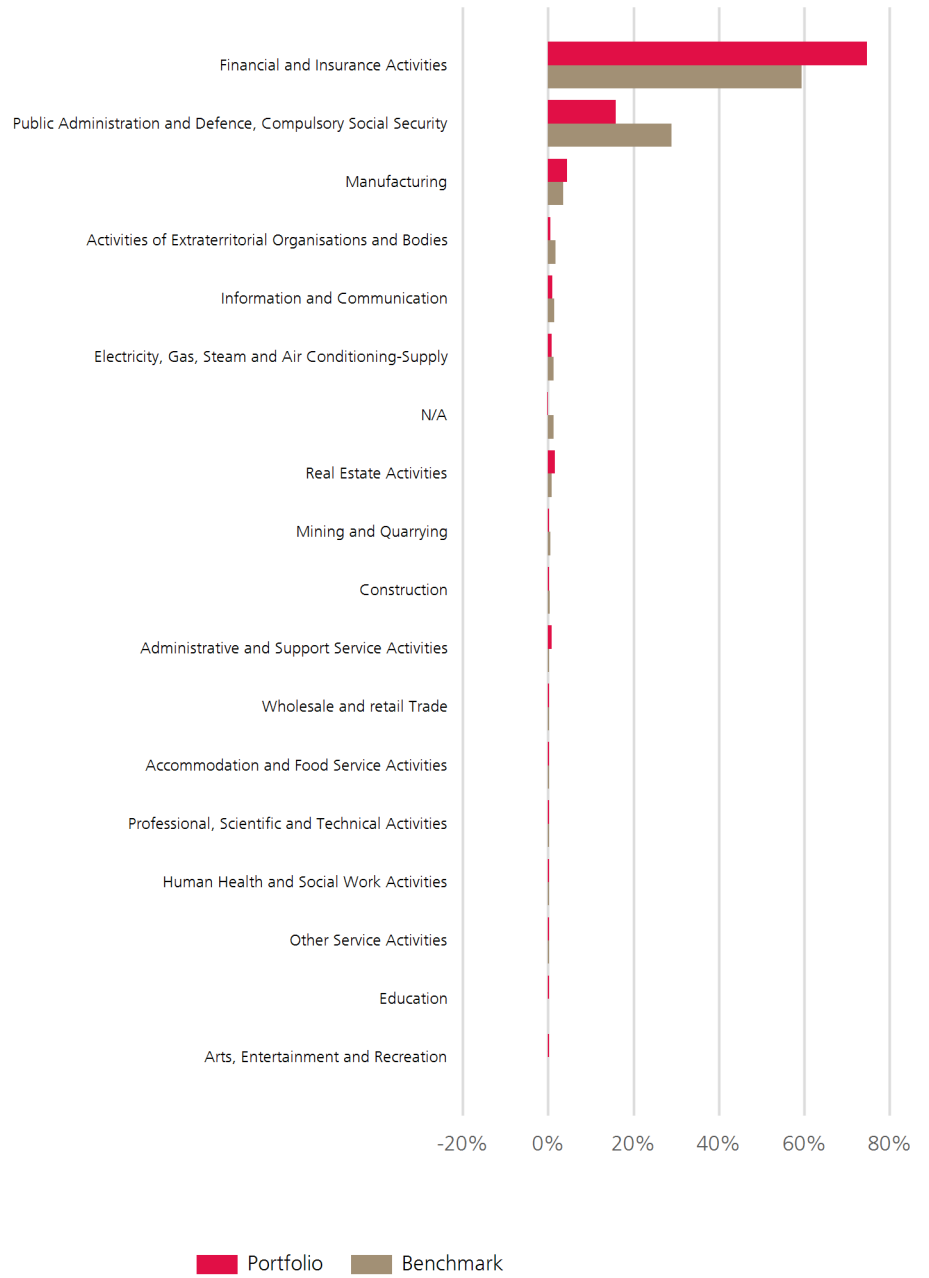 Financial and Insurance Activities
Public Administration and Defence, Compulsory Social Security
Manufacturing
Activities of Extraterritorial Organisations and Bodies
Information and Communication
Electricity, Gas, Steam and Air Conditioning-Supply
N/A
Real Estate Activities
Mining and Quarrying
Construction
Administrative and Support Service Activities
Wholesale and retail Trade
Accommodation and Food Service Activities
Professional, Scientific and Technical Activities
Human Health and Social Work Activities
Other Service Activities
Education
Arts, Entertainment and Recreation
-20% 0% 20% 40% 60% 80%
Portfolio Benchmark